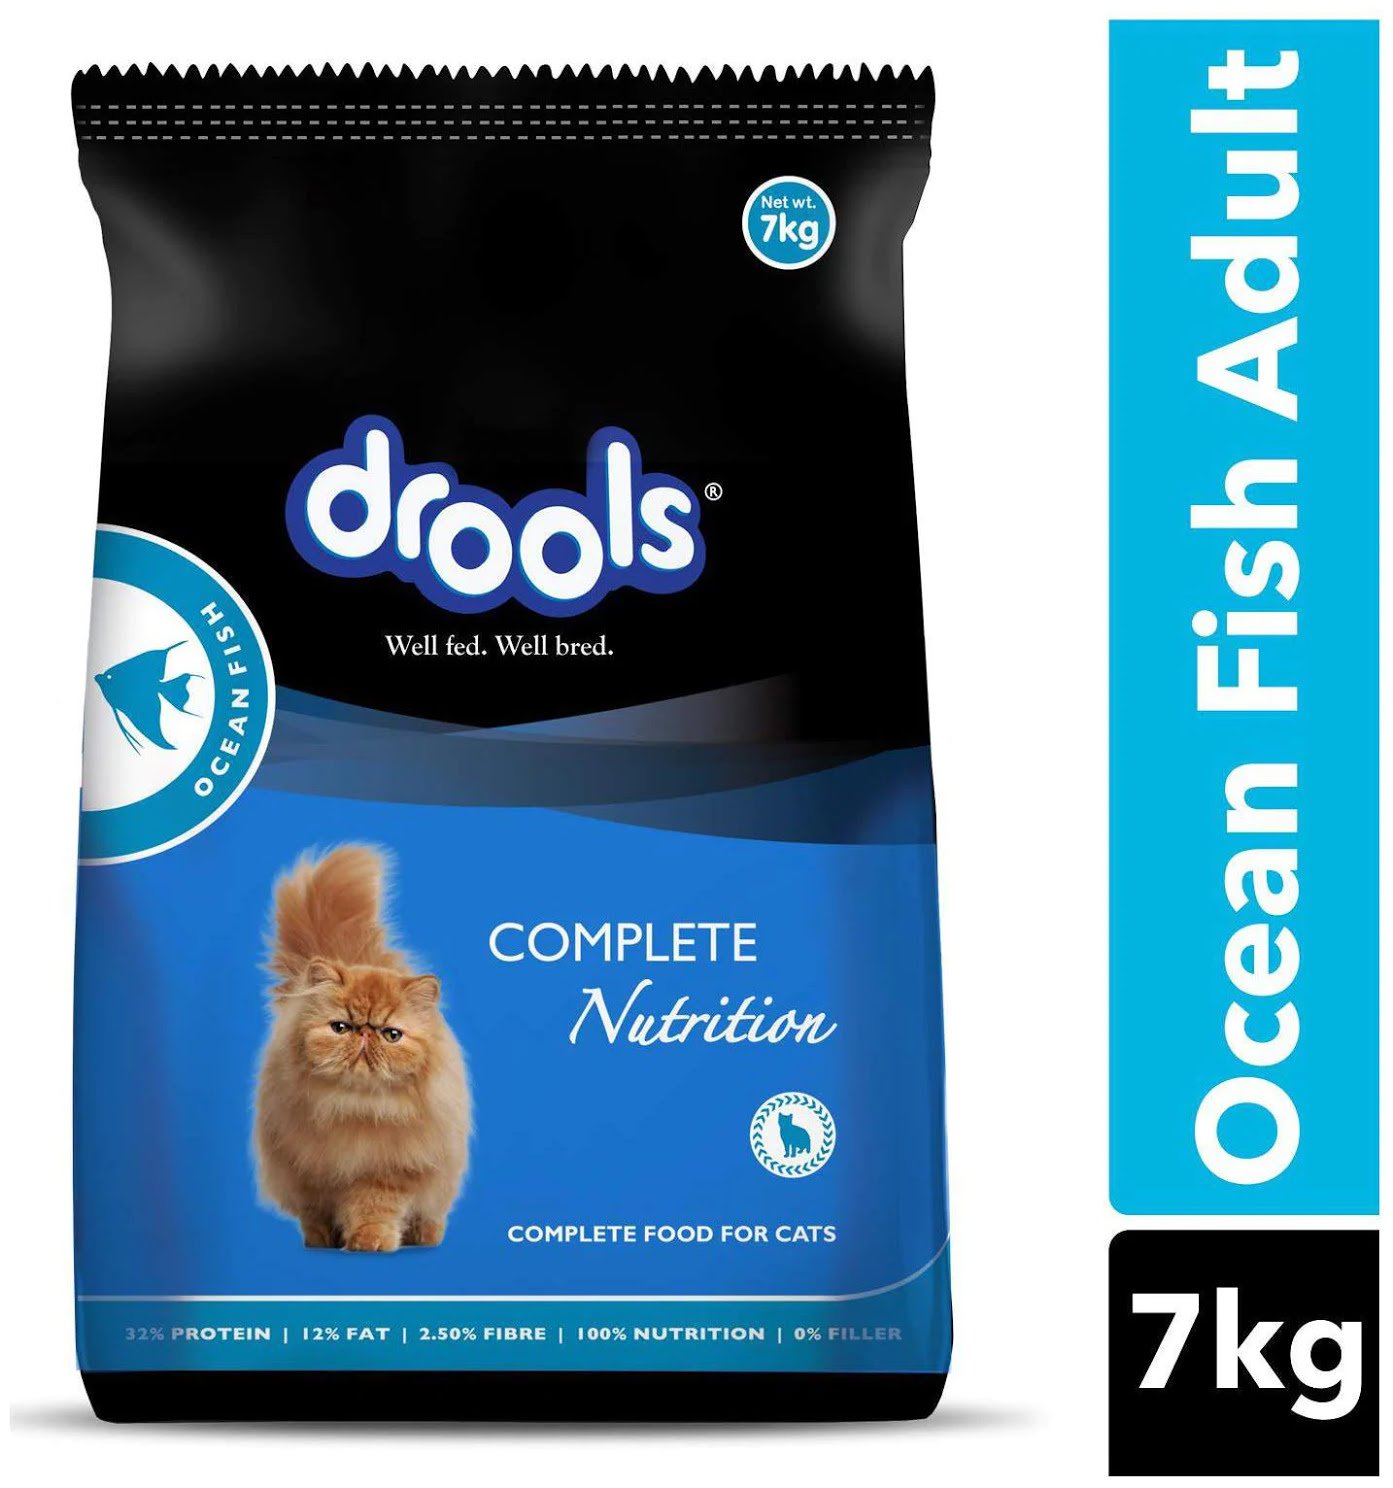 Net wt.
7kg
drools®
Well fed. Well bred.
OCEAN FISH
COMPLETE
Nutrition
COMPLETE FOOD FOR CATS
32% PROTEIN | 12% FAT | 2.50% FIBRE | 100% NUTRITION | 0% FILLER
Ocean Fish Adult
7kg